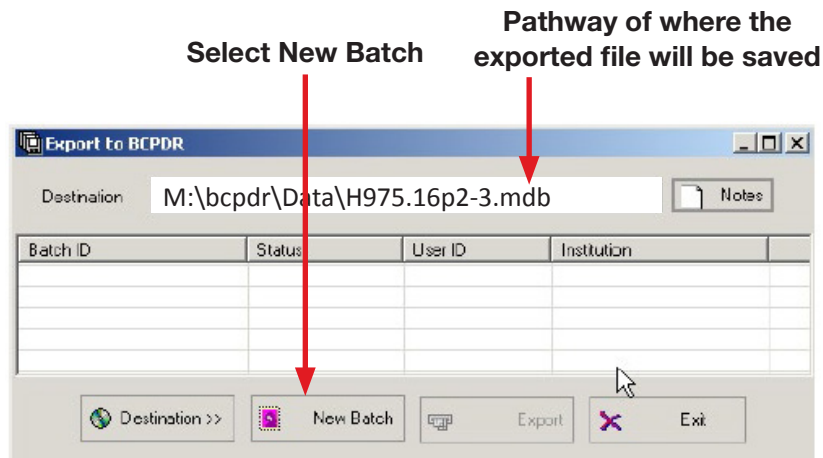 Pathway of where the
exported file will be saved
Select New Batch
Export to BCPDR
Destination M:\bcpdr\Data\H975.16p2-3.mdb Notes
Batch ID Status User ID Institution
Destination >> New Batch Export Exit